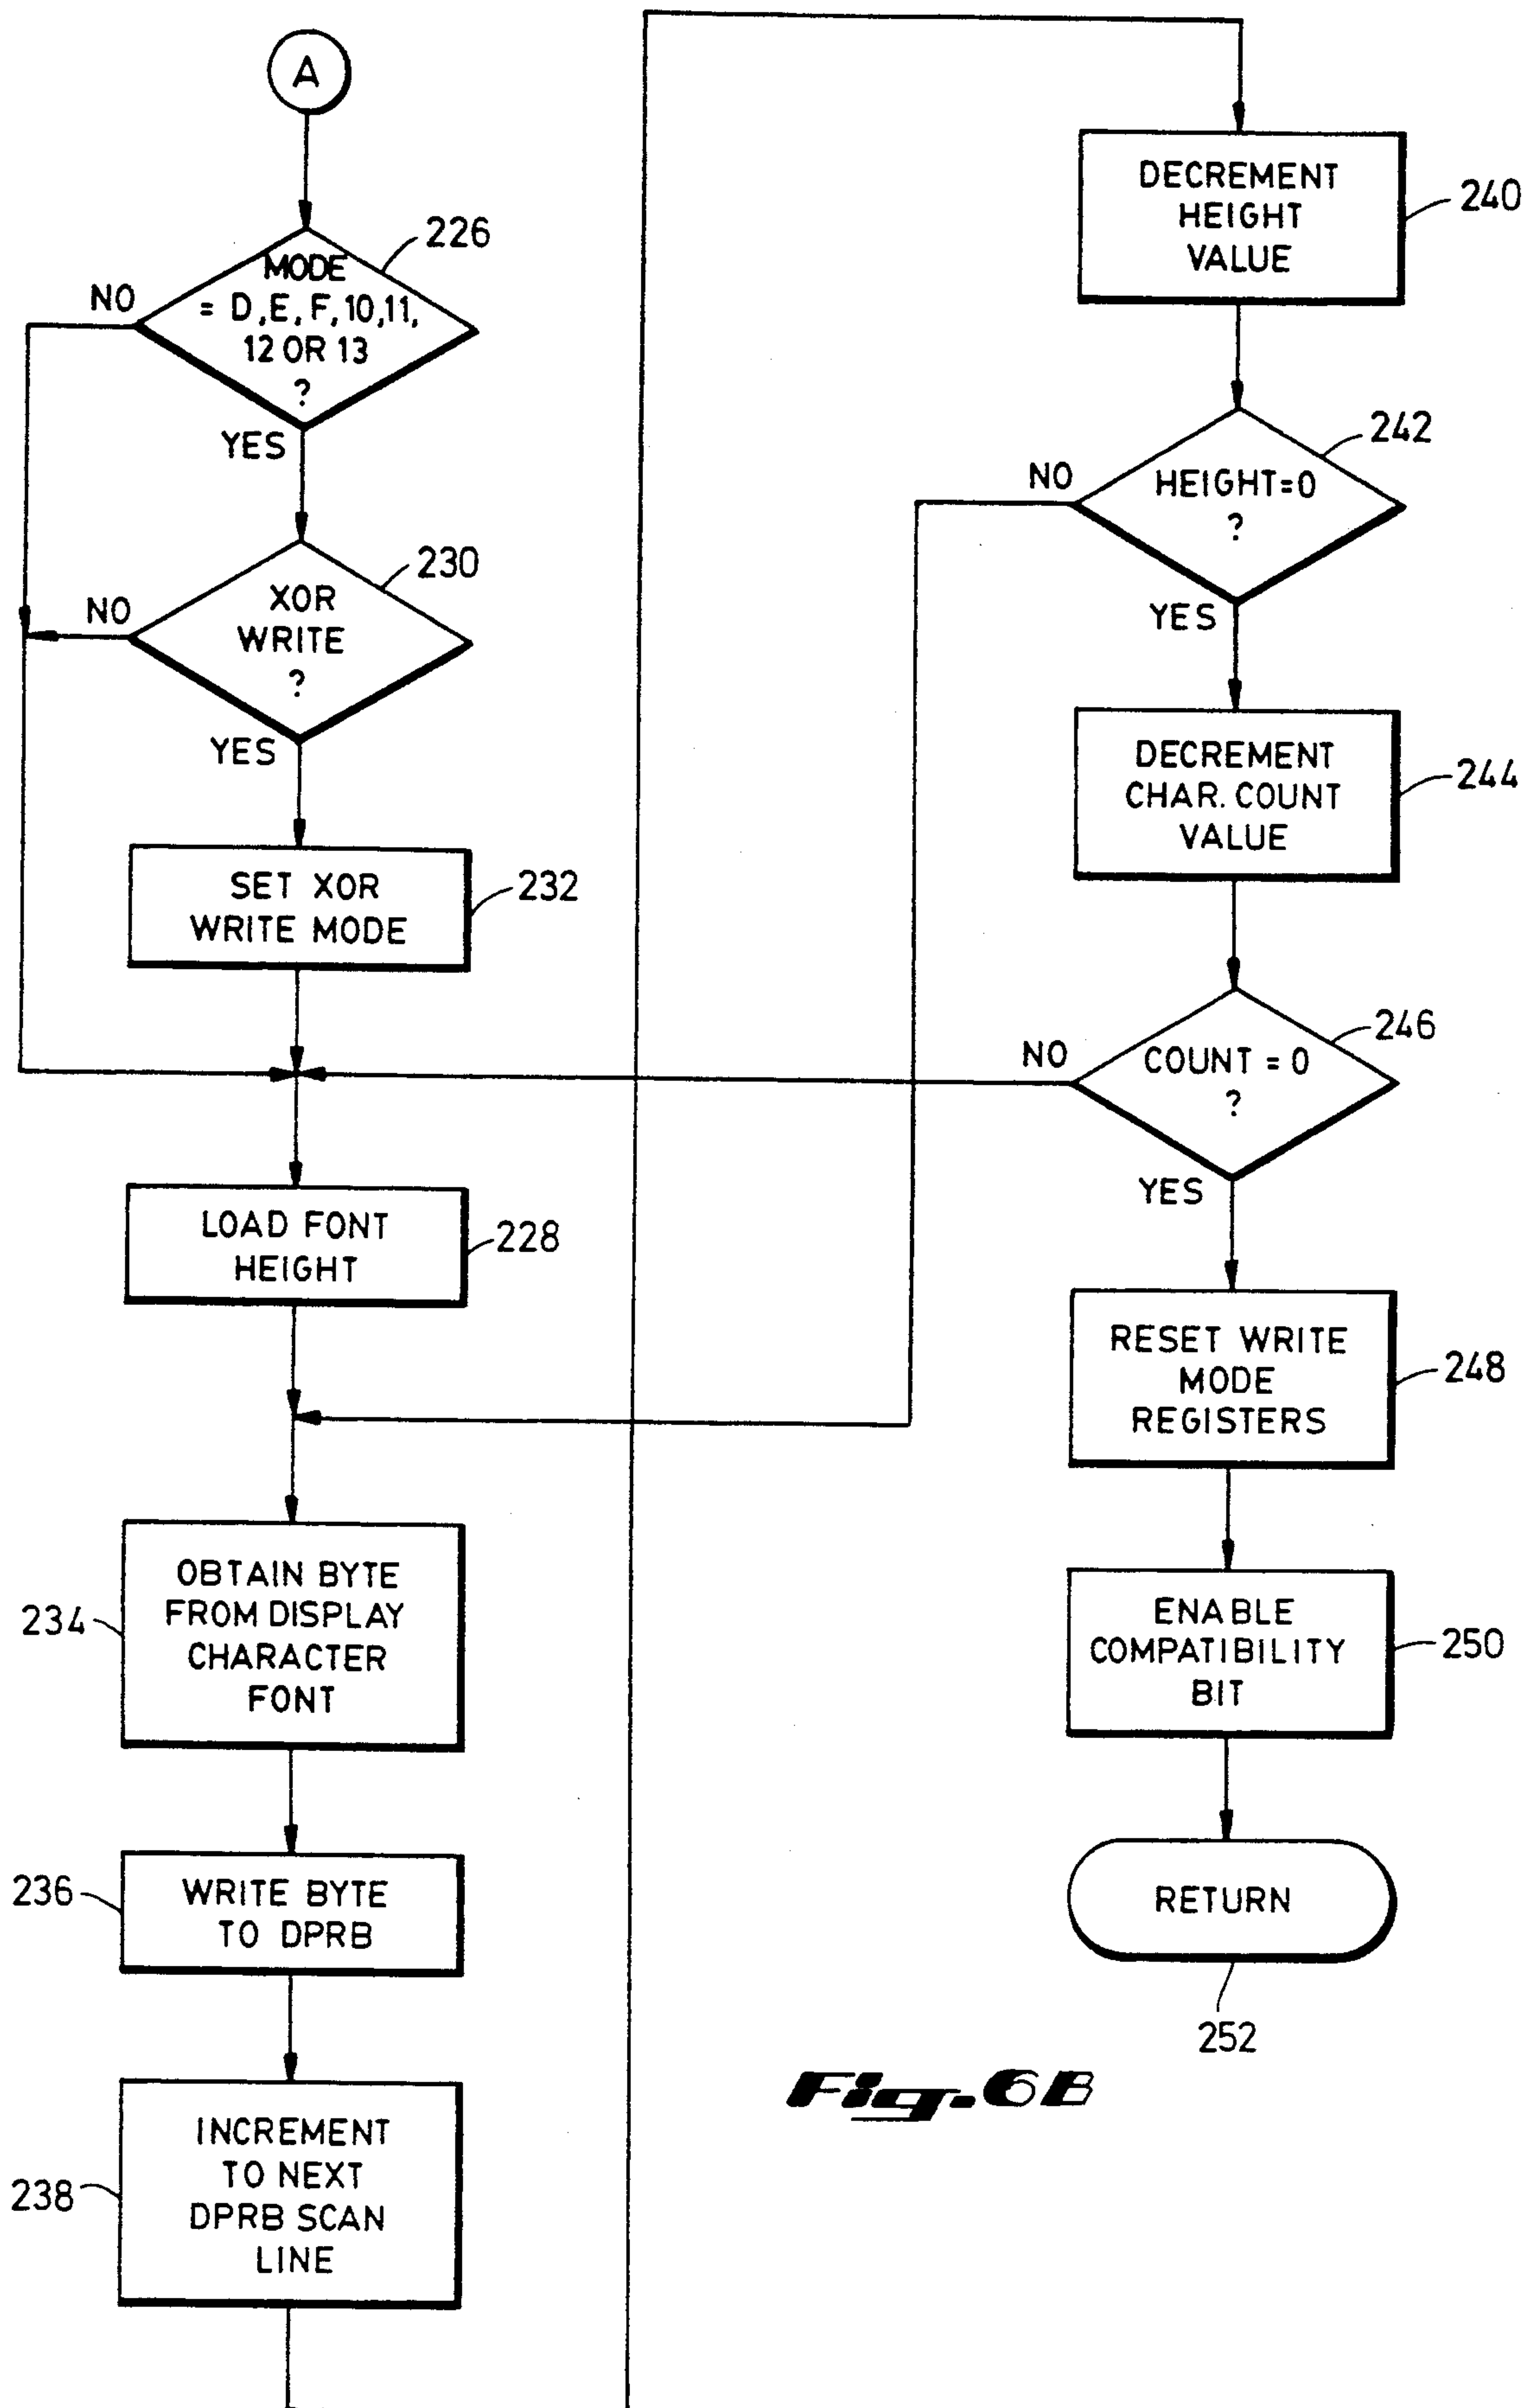 A
226
MODE
= D,E,F,10,11,
12 OR 13
?
NO
YES
230
XOR
WRITE
?
NO
YES
SET XOR
WRITE MODE
232
LOAD FONT
HEIGHT
228
OBTAIN BYTE
FROM DISPLAY
CHARACTER
FONT
234
WRITE BYTE
TO DPRB
236
INCREMENT
TO NEXT
DPRB SCAN
LINE
238
DECREMENT
HEIGHT
VALUE
240
242
HEIGHT=0
?
NO
YES
DECREMENT
CHAR. COUNT
VALUE
244
246
COUNT = 0
?
NO
YES
RESET WRITE
MODE
REGISTERS
248
ENABLE
COMPATIBILITY
BIT
250
RETURN
252
Fig. 6B